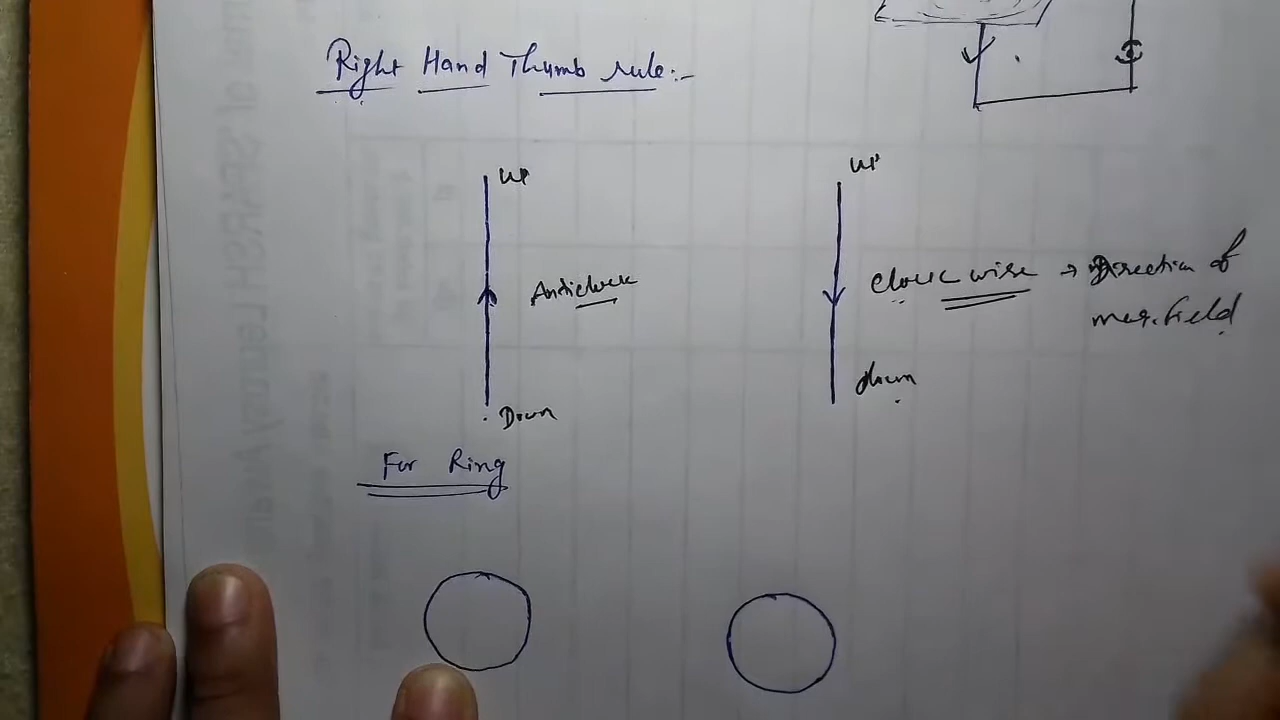 Right Hand Thumb rule:-
up
up
Anticlock
clock wise → Direction of
mag. field
down
Down
For Ring